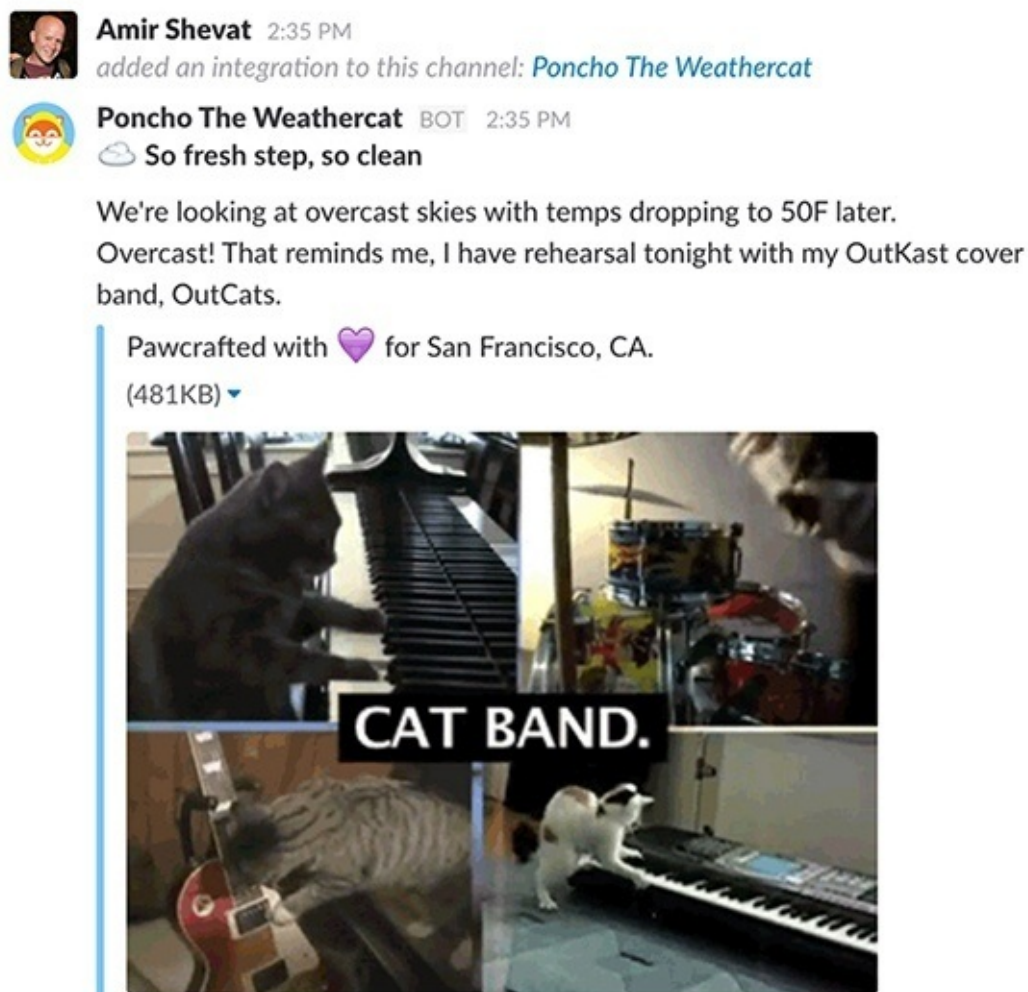 Amir Shevat 2:35 PM
added an integration to this channel: Poncho The Weathercat
Poncho The Weathercat BOT 2:35 PM
☁️ So fresh step, so clean
We're looking at overcast skies with temps dropping to 50F later.
Overcast! That reminds me, I have rehearsal tonight with my OutKast cover
band, OutCats.
Pawcrafted with 💜 for San Francisco, CA.
(481KB)
CAT BAND.